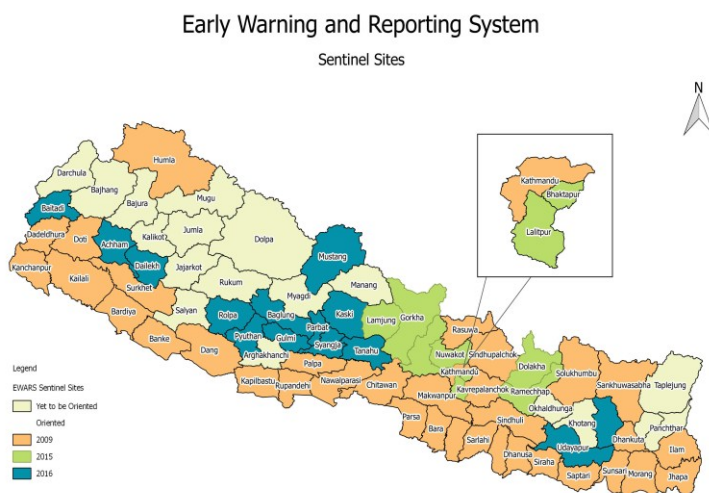 Early Warning and Reporting System
Sentinel Sites
N
Humla
Darchula
Bajhang
Bajura
Mugu
Baitadi
Dadeldhura
Doti
Achham
Kalikot
Jumla
Dolpa
Mustang
Kanchanpur
Kailali
Dailekh
Jajarkot
Surkhet
Rukum
Myagdi
Manang
Bardiya
Salyan
Rolpa
Baglung
Parbat
Kaski
Lamjung
Gorkha
Banke
Dang
Pyuthan
Gulmi
Syangja
Tanahu
Arghakhanchi
Palpa
Kapilbastu
Rupandehi
Nawalparasi
Chitawan
Rasuwa
Nuwakot
Sindhupalchok
Kathmandu
Kavrepalanchok
Makwanpur
Dolakha
Ramechhap
Solukhumbu
Sankhuwasabha
Taplejung
Okhaldhunga
Khotang
Panchthar
Parsa
Bara
Sarlahi
Sindhuli
Dhanusa
Siraha
Udayapur
Dhankuta
Ilam
Saptari
Sunsari
Morang
Jhapa
Kathmandu
Bhaktapur
Lalitpur
Legend
EWARS Sentinel Sites
Yet to be Oriented
Oriented
2009
2015
2016